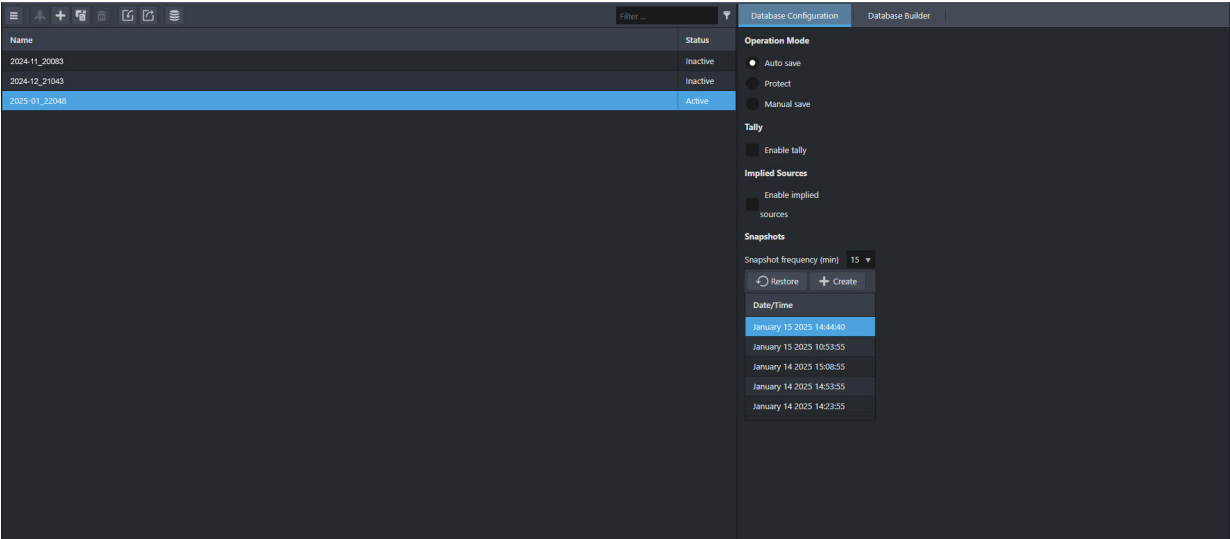 Filter ...
Database Configuration Database Builder
Name Status
2024-11_20083 Inactive
2024-12_21043 Inactive
2025-01_22048 Active
Operation Mode
Auto save
Protect
Manual save
Tally
Enable tally
Implied Sources
Enable implied
sources
Snapshots
Snapshot frequency (min) 15
Restore Create
Date/Time
January 15 2025 14:44:40
January 15 2025 10:53:55
January 14 2025 15:08:55
January 14 2025 14:53:55
January 14 2025 14:23:55